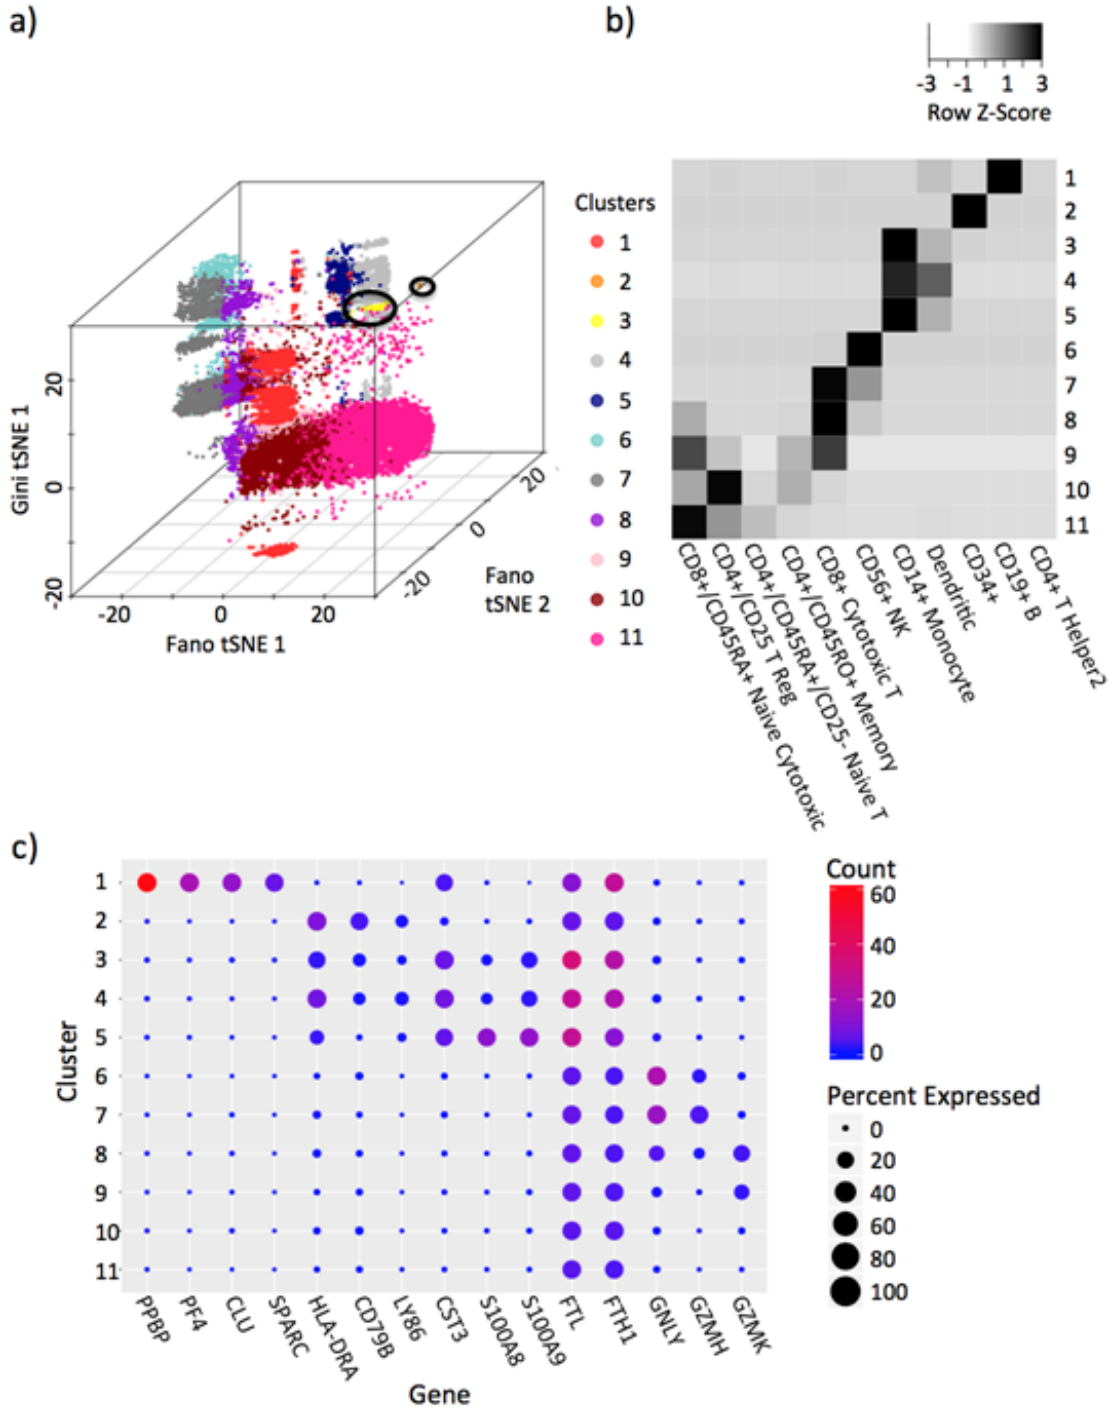 a)
b)
-3 -1 1 3
Row Z-Score
Clusters
1
2
3
4
5
6
7
8
9
10
11
Gini tSNE 1
20
0
-20
-20 0 20
Fano tSNE 1
-20
0
20
Fano
tSNE 2
1
2
3
4
5
6
7
8
9
10
11
CD8+/CD45RA+ Naive Cytotoxic
CD4+/CD25 T Reg
CD4+/CD45RA+/CD25- Naive T
CD4+/CD45RO+ Memory
CD8+ Cytotoxic T
CD56+ NK
CD14+ Monocyte
Dendritic
CD34+
CD19+ B
CD4+ T Helper2
c)
Cluster
1
2
3
4
5
6
7
8
9
10
11
PPBP
PF4
CLU
SPARC
HLA-DRA
CD79B
LY86
CST3
S100A8
S100A9
FTL
FTH1
GNLY
GZMH
GZMK
Gene
Count
60
40
20
0
Percent Expressed
0
20
40
60
80
100